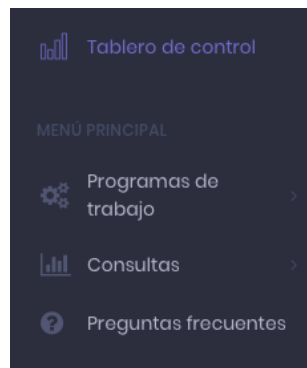 Tablero de control
MENÚ PRINCIPAL
Programas de
trabajo
Consultas
Preguntas frecuentes